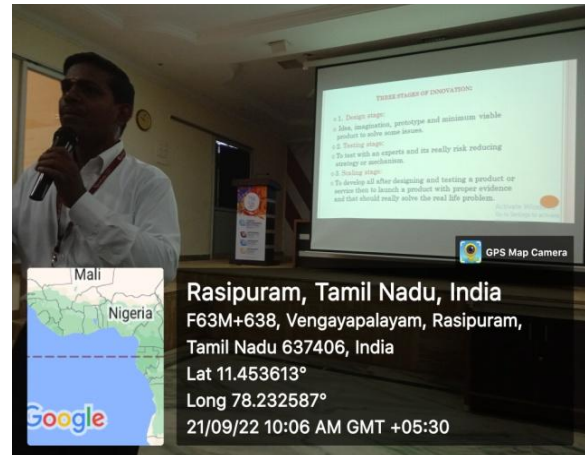 THREE STAGES OF INNOVATION:
1. Design stage:
Idea, imagination, prototype and minimum viable
product to solve some issues.
2. Testing stage:
To test with an experts and its really risk reducing
strategy or mechanism.
3. Scaling stage:
To develop all after designing and testing a product or
service then to launch a product with proper evidence
and that should really solve the real life problem.
GPS Map Camera
Mali
Nigeria
Google
Rasipuram, Tamil Nadu, India
F63M+638, Vengayapalayam, Rasipuram,
Tamil Nadu 637406, India
Lat 11.453613°
Long 78.232587°
21/09/22 10:06 AM GMT +05:30